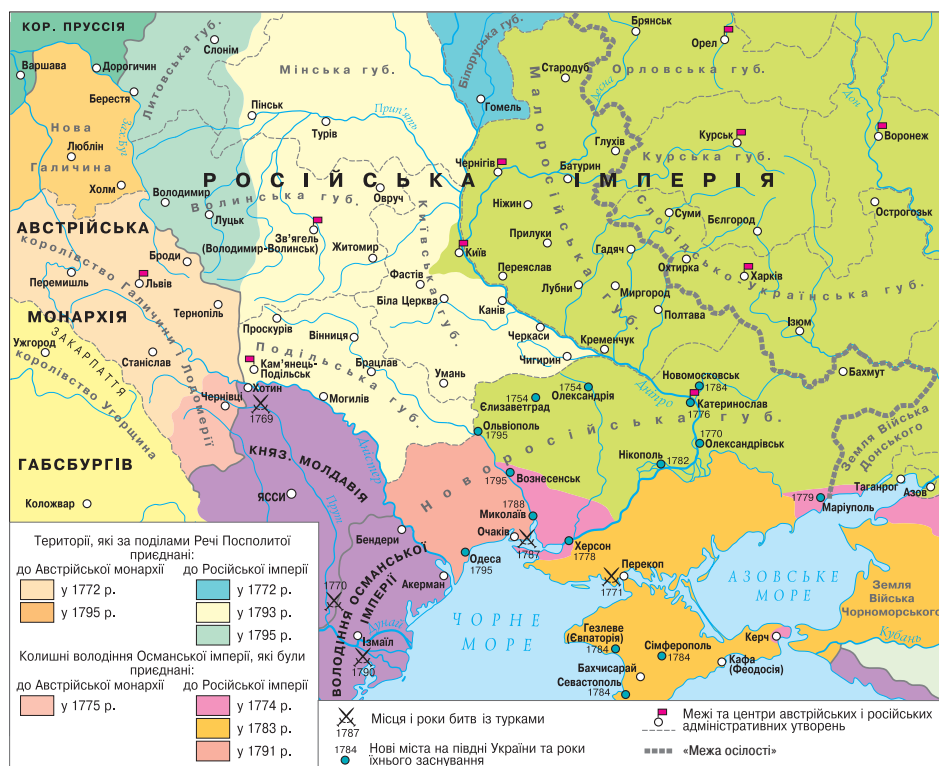 КОР. ПРУССІЯ
Варшава
Дорогичин
Берестя
Зах. Буг
Литовська губ.
Слонім
Мінська губ.
Пінськ
Турів
Прип'ять
Білоруська губ.
Гомель
Брянськ
Орел
Стародуб
Орловська губ.
Десна
Дон
Малоросійська губ.
Глухів
Курськ
Воронеж
Курська губ.
Чернігів
Батурин
Нова
Галичина
Люблін
Холм
РОСІЙСЬКА ІМПЕРІЯ
Володимир
Волинська губ.
Луцьк
Овруч
Київська губ.
Ніжин
Суми
Бєлгород
Острогозьк
Слобідсько-Українська губ.
АВСТРІЙСЬКА
МОНАРХІЯ
ГАБСБУРГІВ
королівство Галичини і Лодомерії
Броди
Зв'ягель
(Володимир-Волинськ)
Житомир
Київ
Прилуки
Гадяч
Охтирка
Харків
Перемишль
Львів
Фастів
Переяслав
Лубни
Миргород
Біла Церква
Канів
Полтава
Ізюм
Тернопіль
Проскурів
Вінниця
Черкаси
Кременчук
Чигирин
ЗАКАРПАТТЯ
Ужгород
королівство Угорщина
Станіслав
Кам'янець-
Подільськ
Подільська губ.
Брацлав
Умань
Бахмут
Хотин
1769
Чернівці
Могилів
1754
Єлизаветград
1754
Олександрія
Новомосковськ
1784
Дніпро
Катеринослав
1776
1770
Олександрівськ
Ольвіополь
1795
Новоросійська губ.
Нікополь
1782
Земля Війська
Донського
КНЯЗ. МОЛДАВІЯ
Дністер
Прут
ЯССИ
Вознесенськ
1795
Таганрог
Азов
1779
Маріуполь
Коложвар
Бендери
1788
Миколаїв
Очаків
1787
Херсон
1778
Одеса
1795
Акерман
ВОЛОДІННЯ ОСМАНСЬКОЇ
ІМПЕРІЇ
1770
Дунай
Ізмаїл
1790
Перекоп
1771
АЗОВСЬКЕ
МОРЕ
ЧОРНЕ
МОРЕ
Земля
Війська
Чорноморського
Кубань
Гезлеве
(Євпаторія)
1784
Сімферополь
1784
Керч
Кафа
(Феодосія)
Бахчисарай
Севастополь
1784
Території, які за поділами Речі Посполитої
приєднані:
до Австрійської монархії
до Російської імперії
у 1772 р.
у 1772 р.
у 1795 р.
у 1793 р.
у 1795 р.
Колишні володіння Османської імперії, які були
приєднані:
до Австрійської монархії
до Російської імперії
у 1775 р.
у 1774 р.
у 1783 р.
у 1791 р.
1787
Місця і роки битв із турками
1784
Нові міста на півдні України та роки
їхнього заснування
Межі та центри австрійських і російських
адміністративних утворень
«Межа осілості»